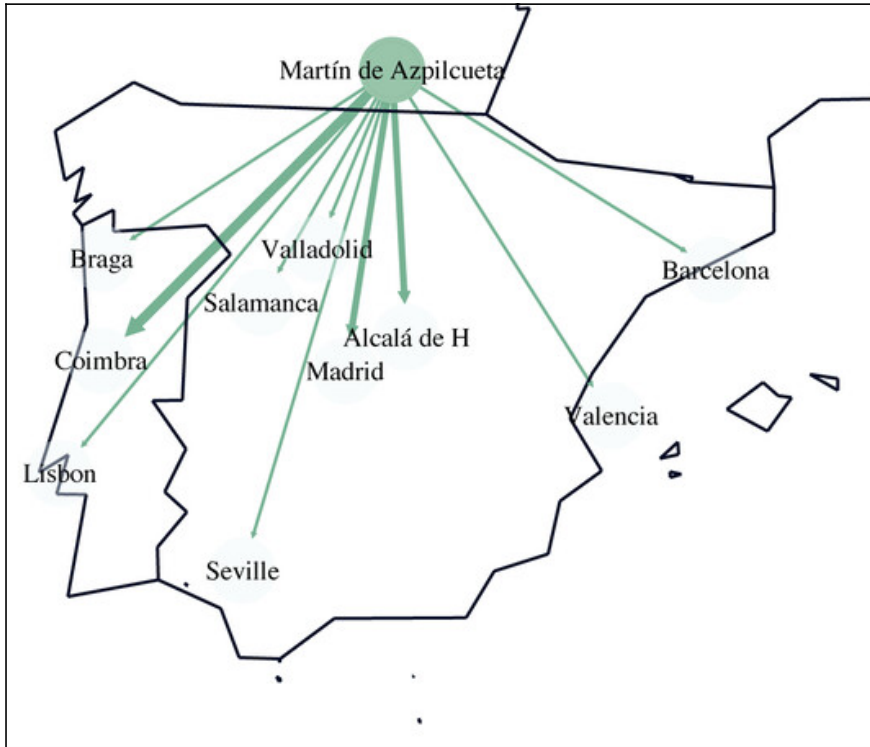 Martín de Azpilcueta
Valladolid
Braga
Barcelona
Salamanca
Alcalá de H
Coimbra
Madrid
Valencia
Lisbon
Seville